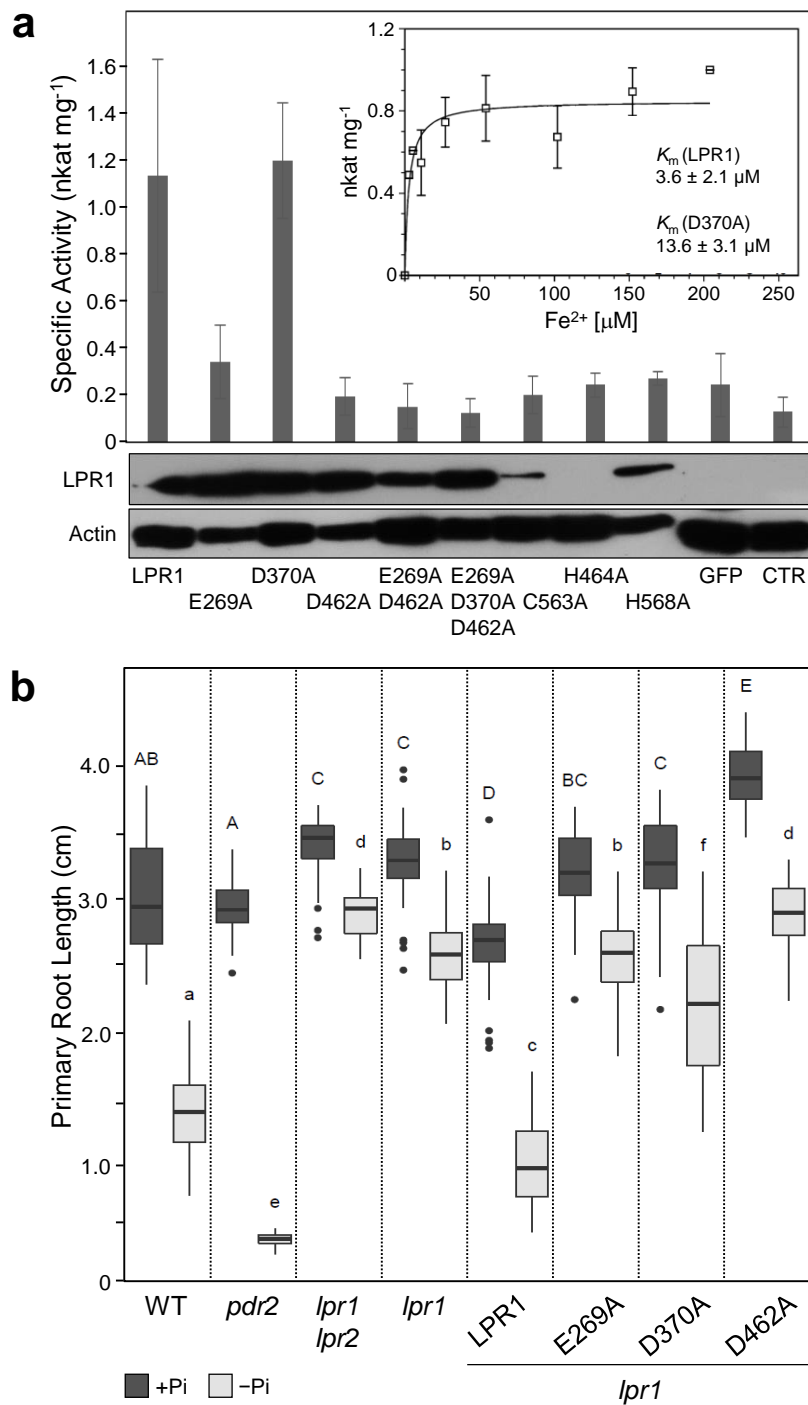 a
Specific Activity (nkat mg⁻¹)
1.6
1.4
1.2
1.0
0.8
0.6
0.4
0.2
0
nkat mg⁻¹
1.2
0.8
0.4
0
0 50 100 150 200 250
Fe²⁺ [µM]
Kₘ (LPR1)
3.6 ± 2.1 µM
Kₘ (D370A)
13.6 ± 3.1 µM
LPR1
Actin
LPR1 D370A E269A E269A H464A GFP CTR
E269A D462A D462A D370A C563A H568A
D462A
b
Primary Root Length (cm)
4.0
3.0
2.0
1.0
0
AB
a
A
e
C
d
C
b
D
c
BC
b
C
f
E
d
WT pdr2 lpr1 lpr1 LPR1 E269A D370A D462A
lpr2
lpr1
+Pi −Pi